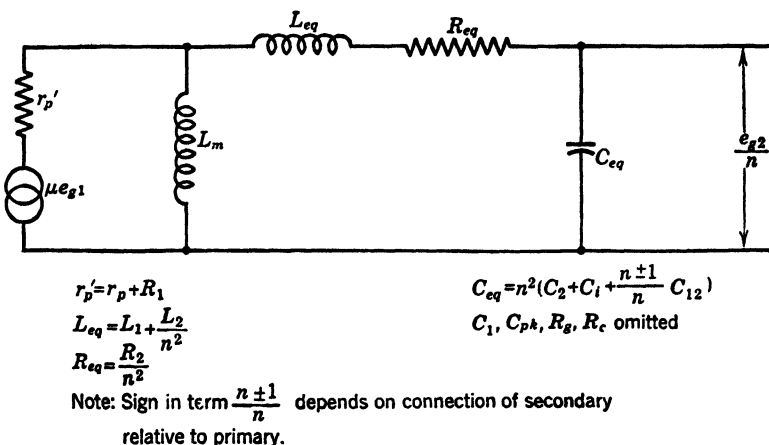 L_eq
R_eq
r_p'
L_m
μe_g1
C_eq
e_g2/n
r_p'=r_p+R_1
L_eq=L_1+L_2/n^2
R_eq=R_2/n^2
C_eq=n^2(C_2+C_i+(n±1)/n C_12)
C_1, C_pk, R_g, R_c omitted
Note: Sign in term (n±1)/n depends on connection of secondary
relative to primary.